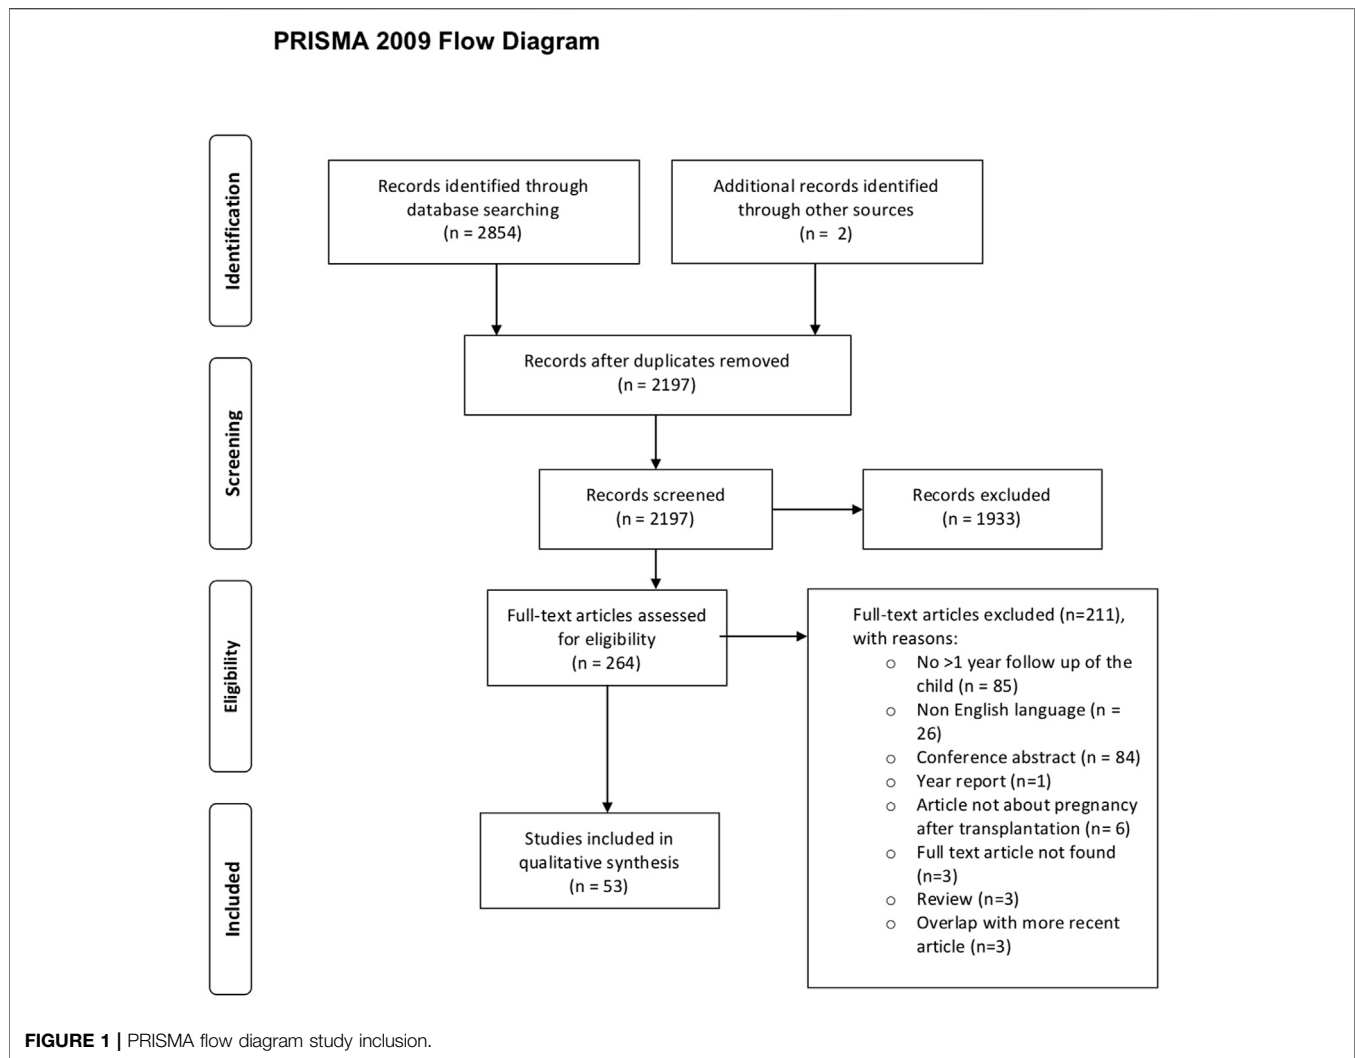 PRISMA 2009 Flow Diagram
Identification
Records identified through
database searching
(n = 2854)
Additional records identified
through other sources
(n =  2)
Records after duplicates removed
(n = 2197)
Screening
Records screened
(n = 2197)
Records excluded
(n = 1933)
Eligibility
Full-text articles assessed
for eligibility
(n = 264)
Full-text articles excluded (n=211),
with reasons:
o No >1 year follow up of the
child (n = 85)
o Non English language (n =
26)
o Conference abstract (n = 84)
o Year report (n=1)
o Article not about pregnancy
after transplantation (n= 6)
o Full text article not found
(n=3)
o Review (n=3)
o Overlap with more recent
article (n=3)
Included
Studies included in
qualitative synthesis
(n = 53)
FIGURE 1 | PRISMA flow diagram study inclusion.